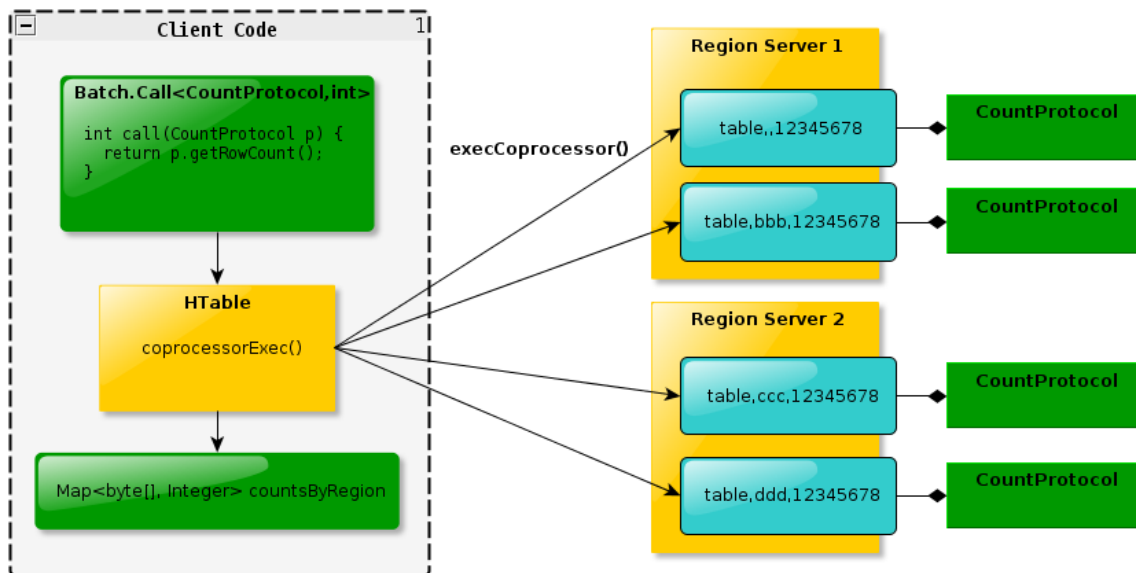 Client Code
1
Batch.Call<CountProtocol,int>
int call(CountProtocol p) {
return p.getRowCount();
}
HTable
coprocessorExec()
Map<byte[], Integer> countsByRegion
execCoprocessor()
Region Server 1
table,,12345678
CountProtocol
table,bbb,12345678
CountProtocol
Region Server 2
table,ccc,12345678
CountProtocol
table,ddd,12345678
CountProtocol